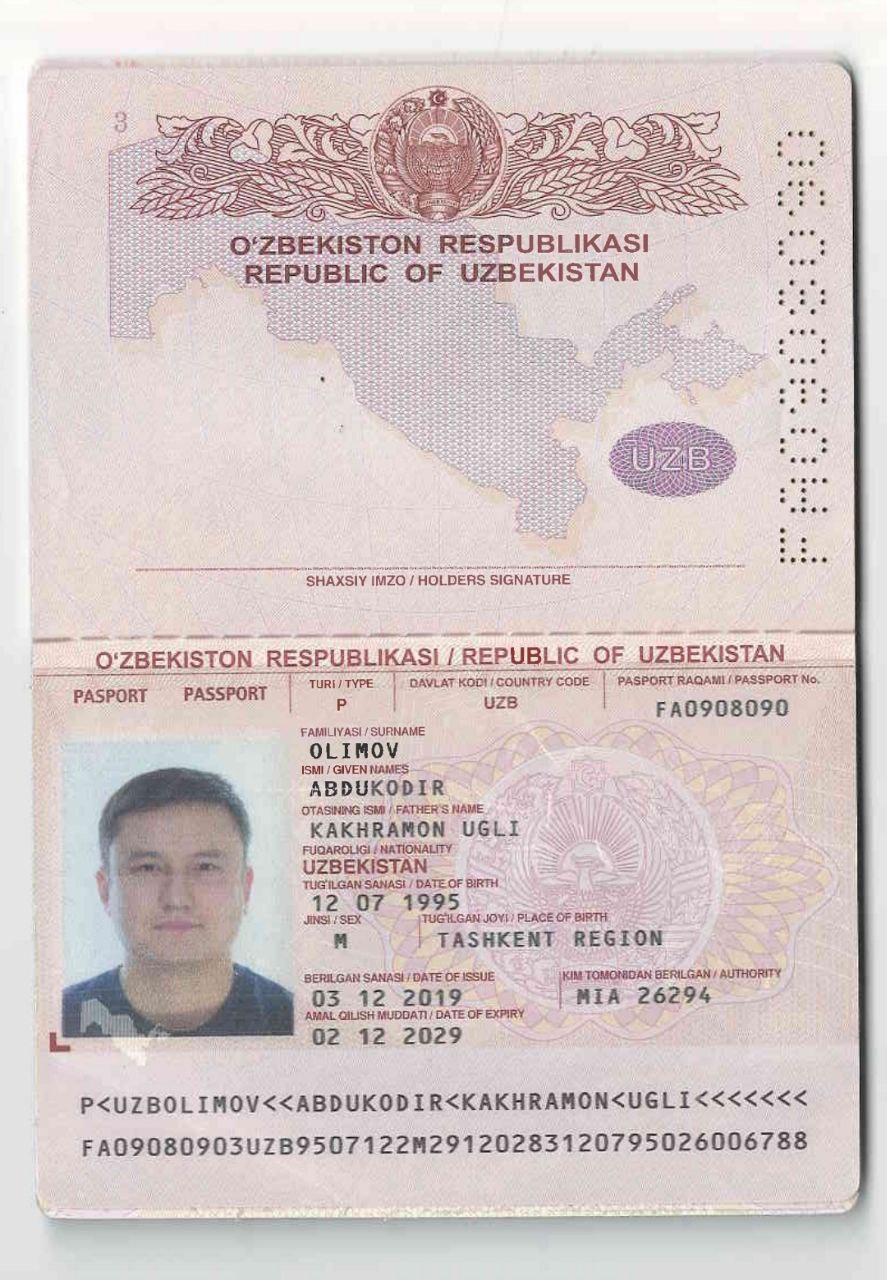 3
O‘ZBEKISTON RESPUBLIKASI
REPUBLIC OF UZBEKISTAN
UZB
FA0908090
SHAXSIY IMZO / HOLDERS SIGNATURE
O‘ZBEKISTON RESPUBLIKASI / REPUBLIC OF UZBEKISTAN
PASPORT PASSPORT
TURI / TYPE
P
DAVLAT KODI / COUNTRY CODE
UZB
PASPORT RAQAMI / PASSPORT No.
FA0908090
FAMILIYASI / SURNAME
OLIMOV
ISMI / GIVEN NAMES
ABDUKODIR
OTASINING ISMI / FATHER'S NAME
KAKHRAMON UGLI
FUQAROLIGI / NATIONALITY
UZBEKISTAN
TUG‘ILGAN SANASI / DATE OF BIRTH
12 07 1995
JINSI / SEX
M
TUG‘ILGAN JOYI / PLACE OF BIRTH
TASHKENT REGION
BERILGAN SANASI / DATE OF ISSUE
03 12 2019
KIM TOMONIDAN BERILGAN / AUTHORITY
MIA 26294
AMAL QILISH MUDDATI / DATE OF EXPIRY
02 12 2029
P<UZBOLIMOV<<ABDUKODIR<KAKHRAMON<UGLI<<<<<<<
FA09080903UZB9507122M29120283120795026006788